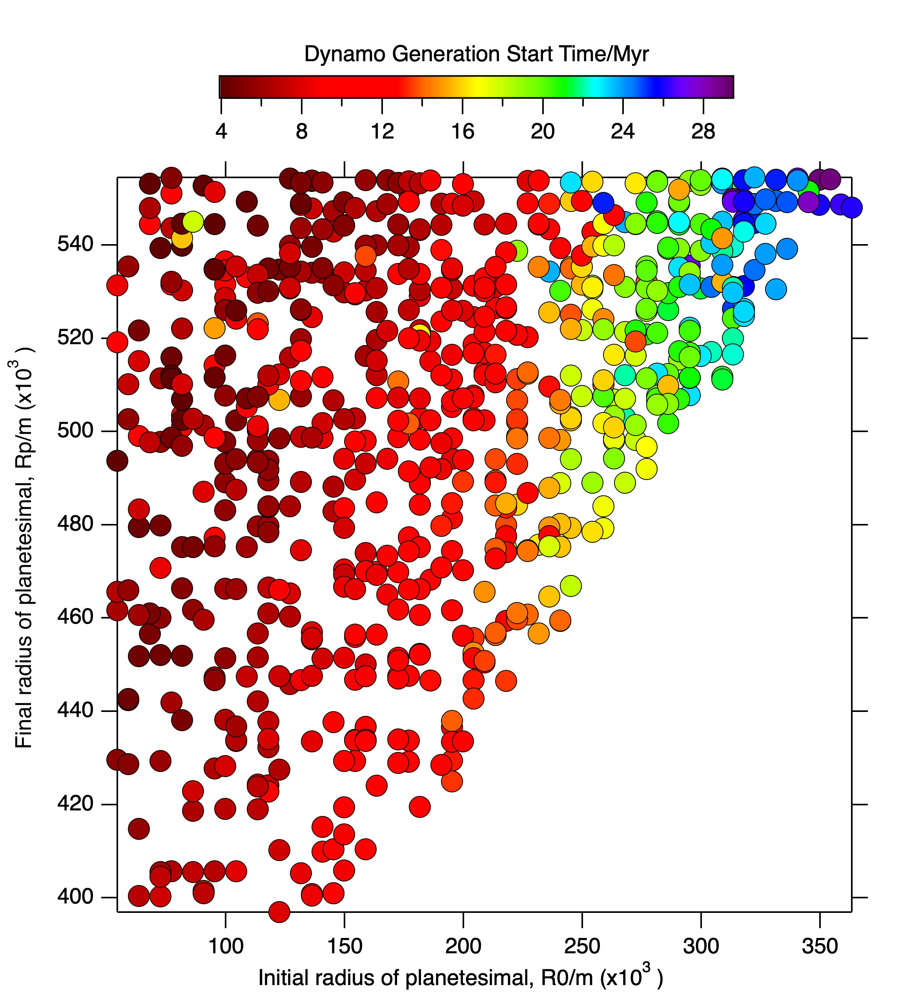 Dynamo Generation Start Time/Myr
4 8 12 16 20 24 28
Final radius of planetesimal, Rp/m (x10³ )
540
520
500
480
460
440
420
400
100 150 200 250 300 350
Initial radius of planetesimal, R0/m (x10³ )